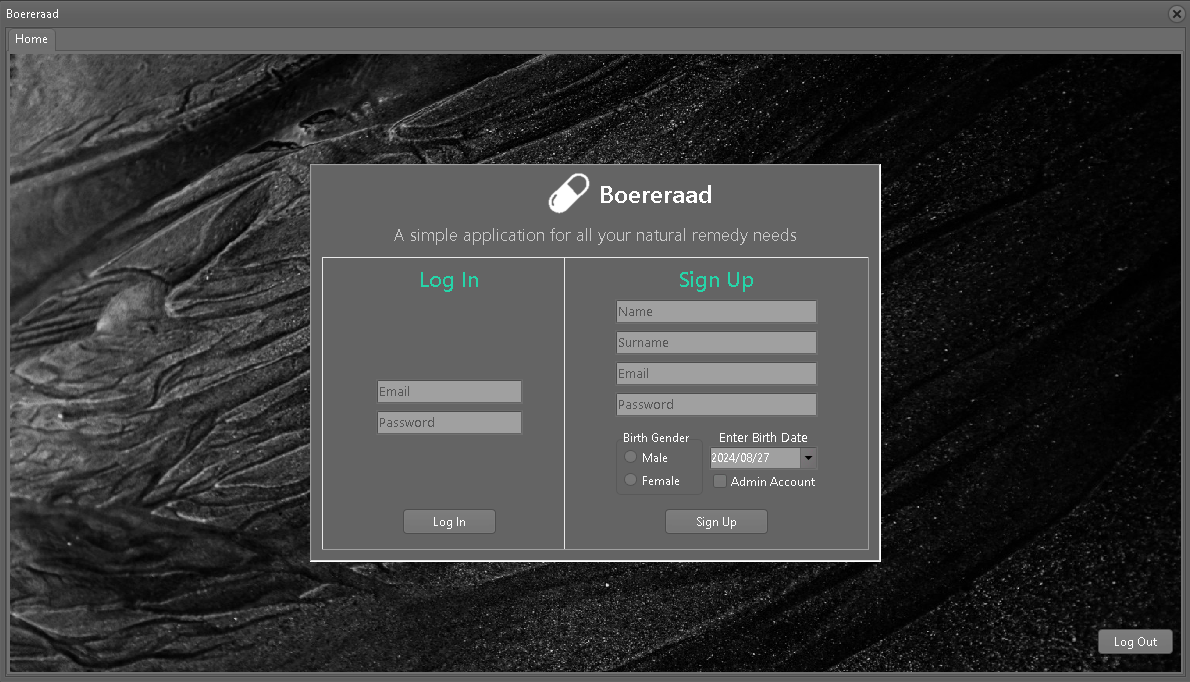 Boereraad
Home
Boereraad
A simple application for all your natural remedy needs
Log In
Email
Password
Log In
Sign Up
Name
Surname
Email
Password
Birth Gender
Male
Female
Enter Birth Date
2024/08/27
Admin Account
Sign Up
Log Out